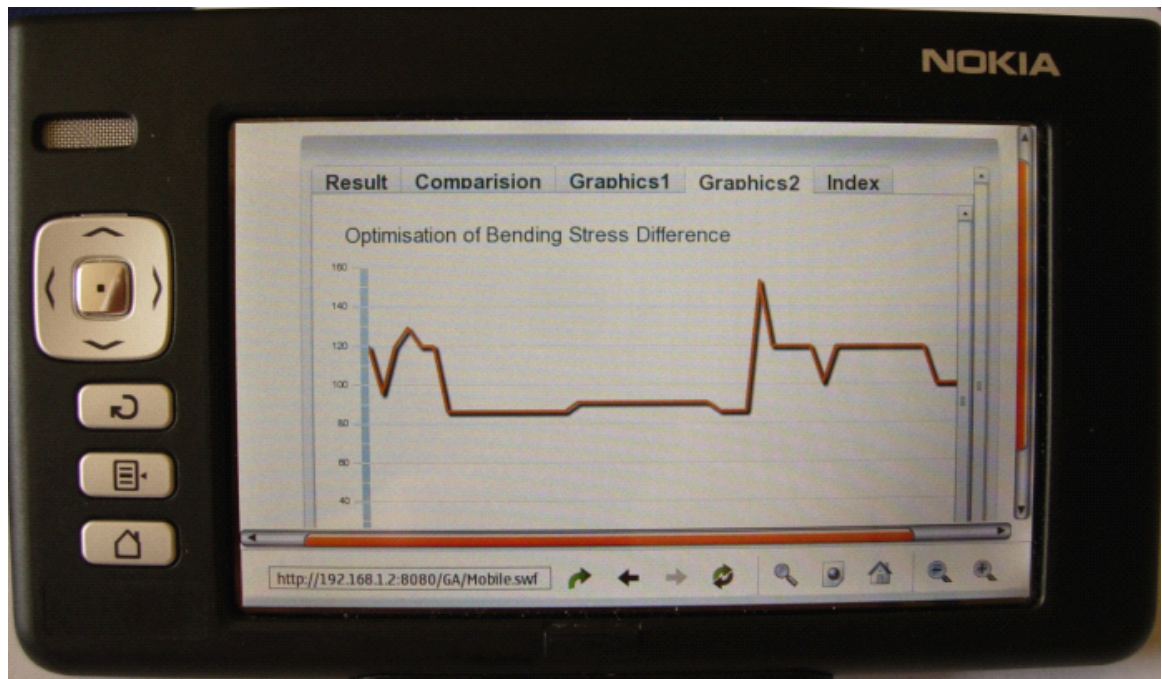 NOKIA
Result Comparision Graphics1 Graphics2 Index
Optimisation of Bending Stress Difference
160
140
120
100
80
60
40
http://192.168.1.2:8080/GA/Mobile.swf